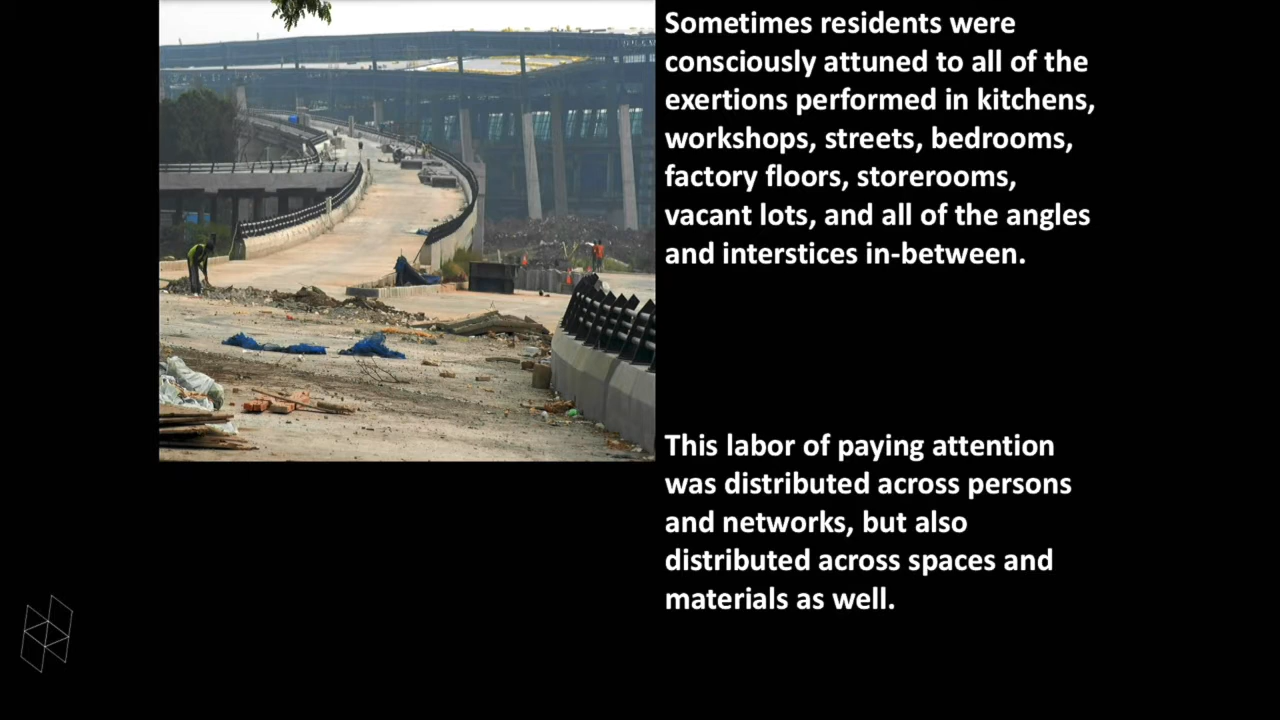 Sometimes residents were
consciously attuned to all of the
exertions performed in kitchens,
workshops, streets, bedrooms,
factory floors, storerooms,
vacant lots, and all of the angles
and interstices in-between.
This labor of paying attention
was distributed across persons
and networks, but also
distributed across spaces and
materials as well.